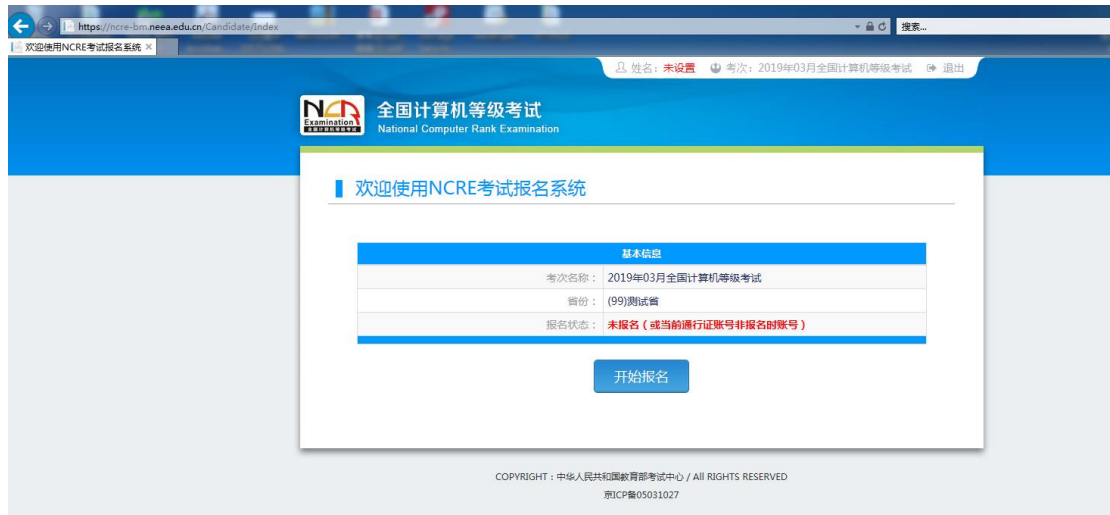 https://ncre-bm.neea.edu.cn/Candidate/Index
搜索...
欢迎使用NCRE考试报名系统 ×
姓名：未设置 考次：2019年03月全国计算机等级考试 退出
NCR
Examination
全国计算机等级考试
National Computer Rank Examination
欢迎使用NCRE考试报名系统
基本信息
考次名称： 2019年03月全国计算机等级考试
省份： (99)测试省
报名状态： 未报名（或当前通行证账号非报名时账号）
开始报名
COPYRIGHT：中华人民共和国教育部考试中心 / All RIGHTS RESERVED
京ICP备05031027